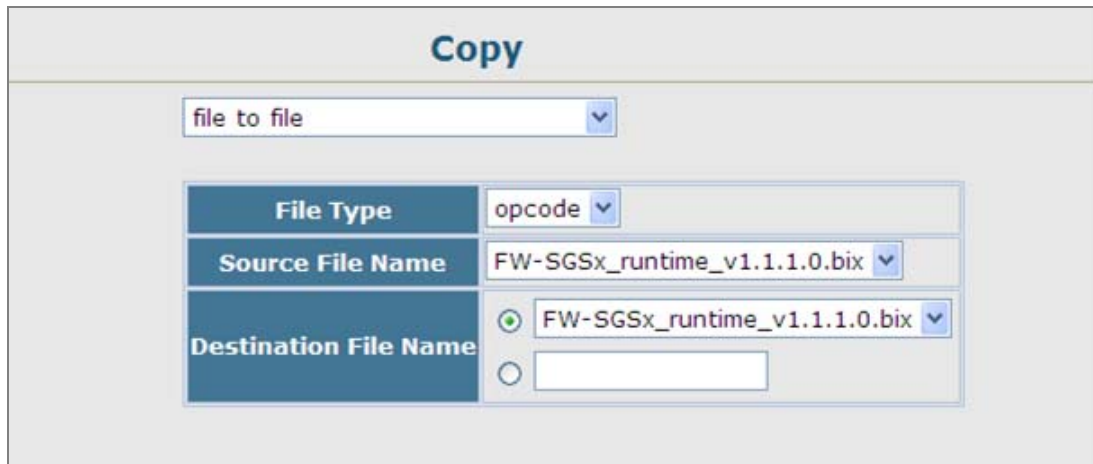 Copy
file to file
File Type
opcode
Source File Name
FW-SGSx_runtime_v1.1.1.0.bix
Destination File Name
FW-SGSx_runtime_v1.1.1.0.bix